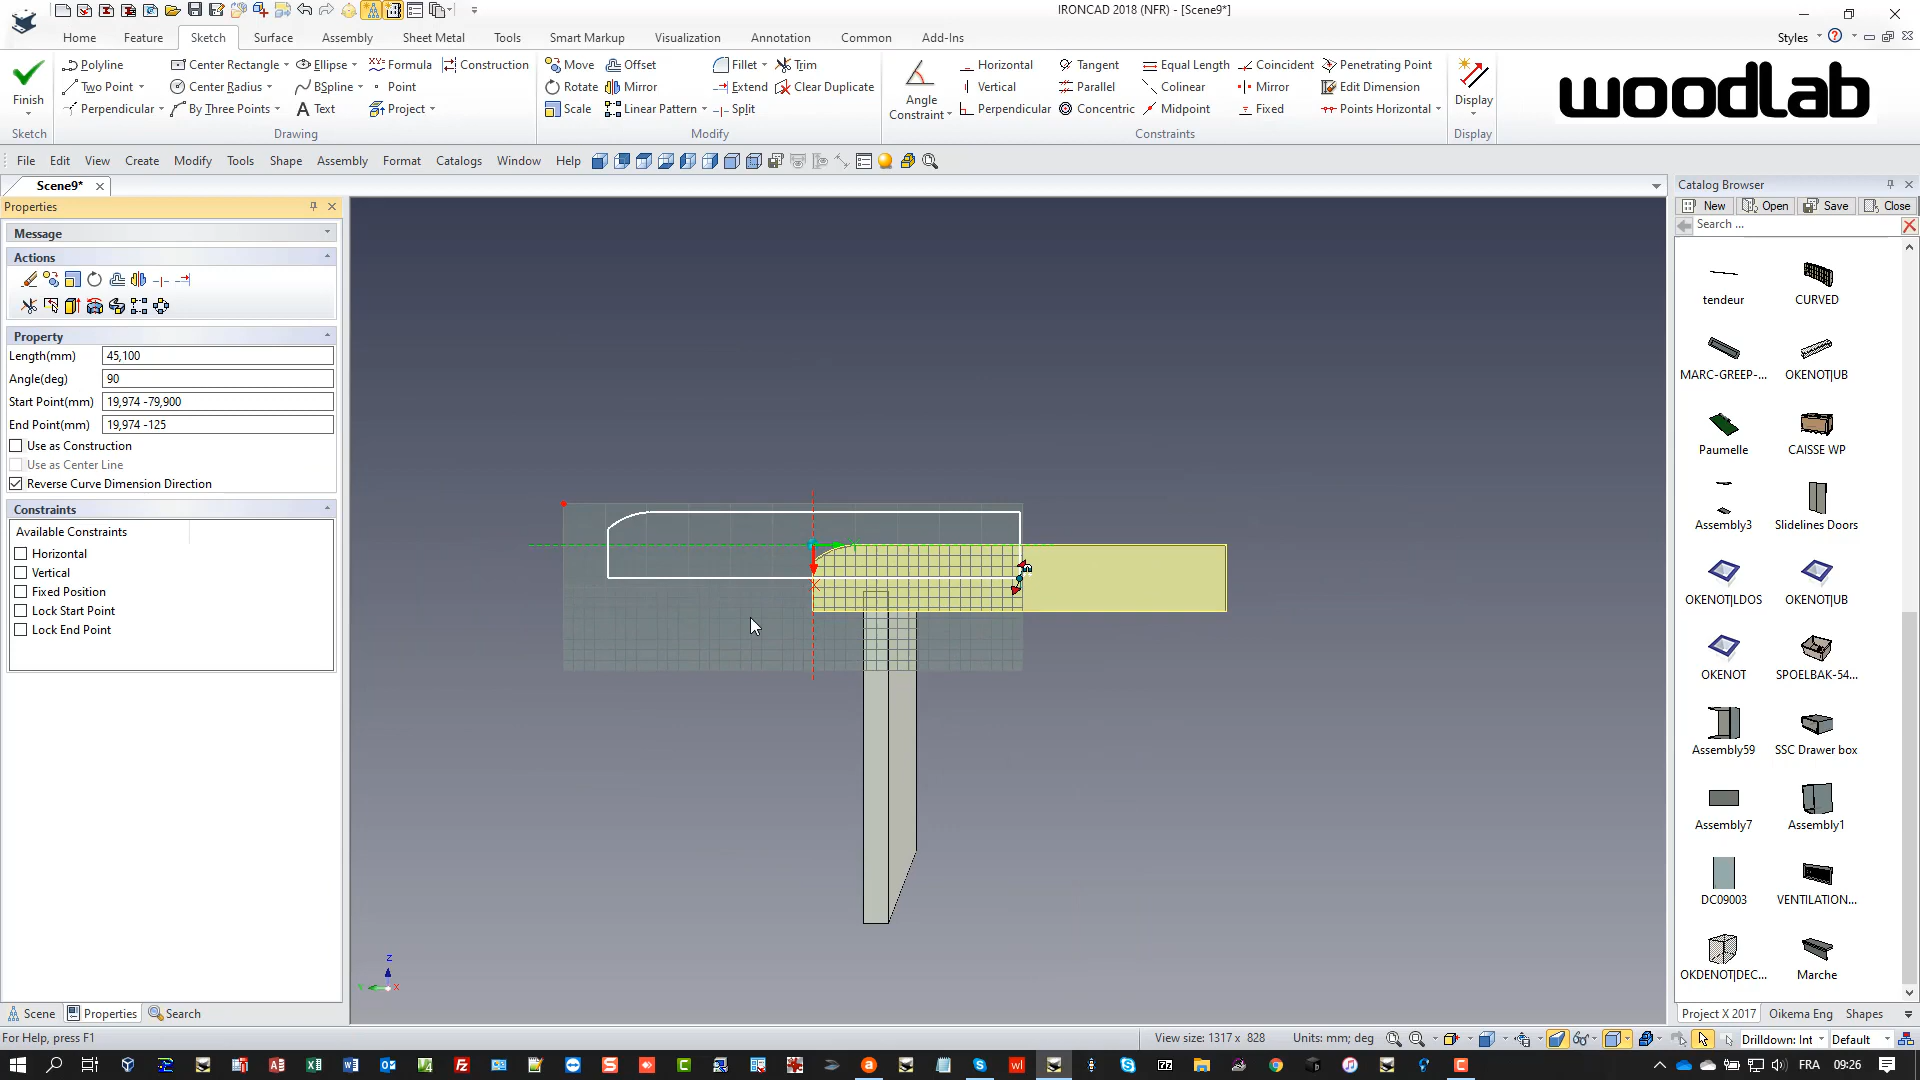 IRONCAD 2018 (NFR) - [Scene9*]
Home Feature Sketch Surface Assembly Sheet Metal Tools Smart Markup Visualization Annotation Common Add-Ins Styles
Polyline Center Rectangle Ellipse Formula Construction Move Offset Fillet Trim Horizontal Tangent Equal Length Coincident Penetrating Point
Two Point Center Radius BSpline Point Rotate Mirror Extend Clear Duplicate Vertical Parallel Colinear Mirror Edit Dimension
Finish Perpendicular By Three Points Text Project Scale Linear Pattern Split Angle Constraint Perpendicular Concentric Midpoint Fixed Points Horizontal Display
Sketch Drawing Modify Constraints Display
woodlab
File Edit View Create Modify Tools Shape Assembly Format Catalogs Window Help
Scene9*
Properties
Message
Actions
Property
Length(mm) 45,100
Angle(deg) 90
Start Point(mm) 19,974 -79,900
End Point(mm) 19,974 -125
Use as Construction
Use as Center Line
Reverse Curve Dimension Direction
Constraints
Available Constraints
Horizontal
Vertical
Fixed Position
Lock Start Point
Lock End Point
Scene Properties Search
Z
Y X
Catalog Browser
New Open Save Close
Search ...
tendeur CURVED
MARC-GREEP-... OKENOT|UB
Paumelle CAISSE WP
Assembly3 Slidelines Doors
OKENOT|LDOS OKENOT|UB
OKENOT SPOELBAK-54...
Assembly59 SSC Drawer box
Assembly7 Assembly1
DC09003 VENTILATION...
OKDENOT|DEC... Marche
Project X 2017 Oikema Eng Shapes
For Help, press F1 View size: 1317 x 828 Units: mm; deg Drilldown: Int Default
FRA 09:26